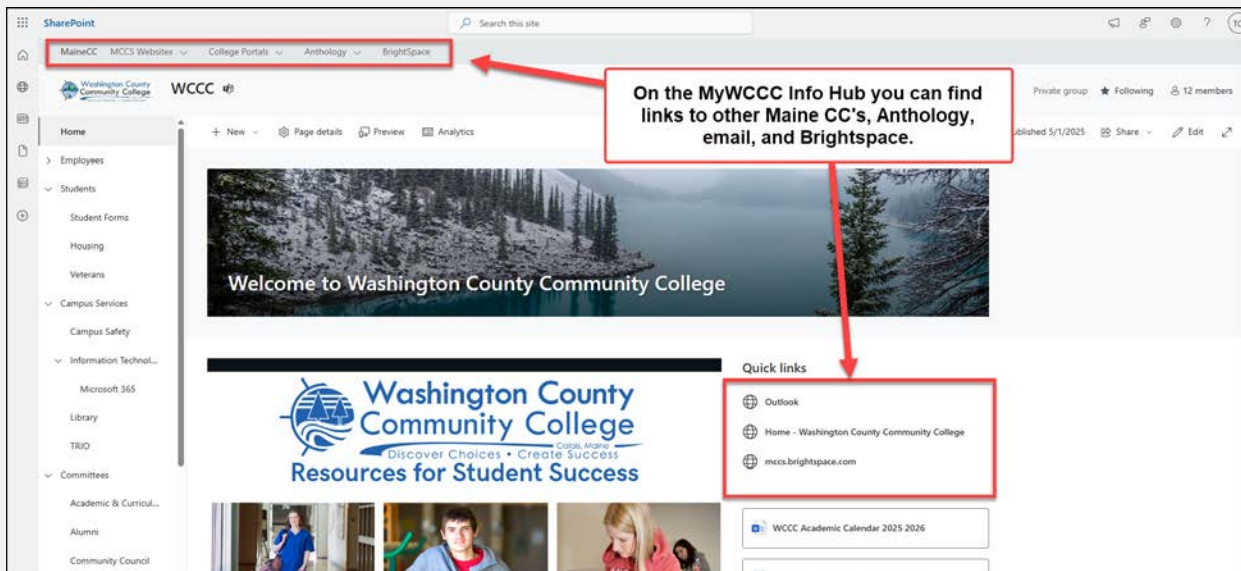 SharePoint
Search this site
MaineCC MCCS Websites College Portals Anthology BrightSpace
Washington County
Community College
WCCC
Private group Following 12 members
On the MyWCCC Info Hub you can find
links to other Maine CC's, Anthology,
email, and Brightspace.
Home
+ New Page details Preview Analytics
5/1/2025 Share Edit
Employees
Students
Student Forms
Housing
Veterans
Welcome to Washington County Community College
Campus Services
Campus Safety
Information Technol...
Microsoft 365
Library
TRIO
Committees
Academic & Curricul...
Alumni
Community Council
Washington County
Community College
Calais, Maine
Discover Choices • Create Success
Resources for Student Success
Quick links
Outlook
Home - Washington County Community College
mccs.brightspace.com
WCCC Academic Calendar 2025 2026